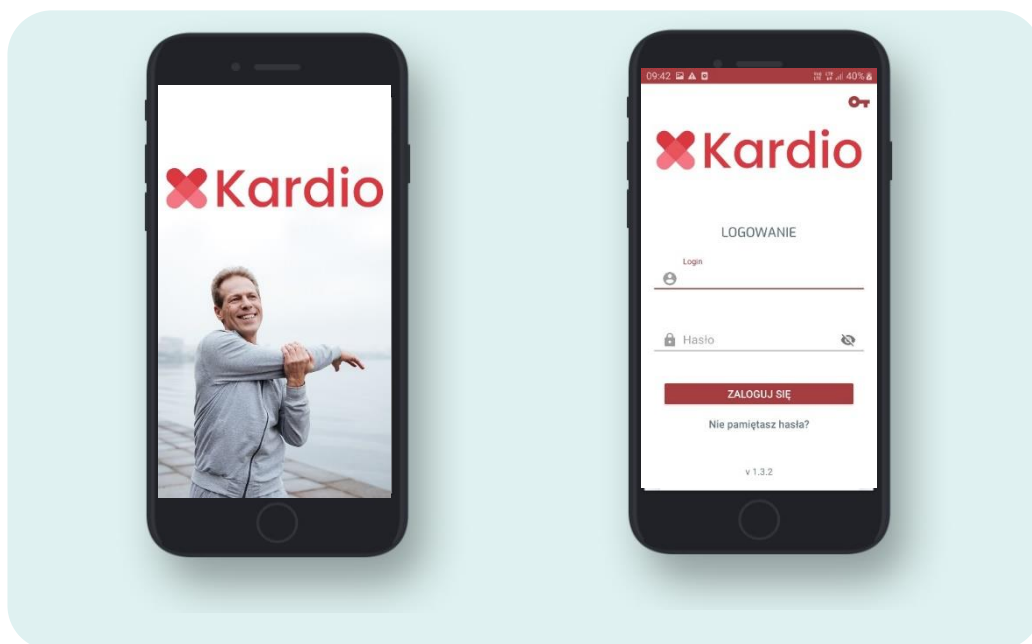 Kardio
09:42 40%
Kardio
LOGOWANIE
Login
Hasło
ZALOGUJ SIĘ
Nie pamiętasz hasła?
v 1.3.2